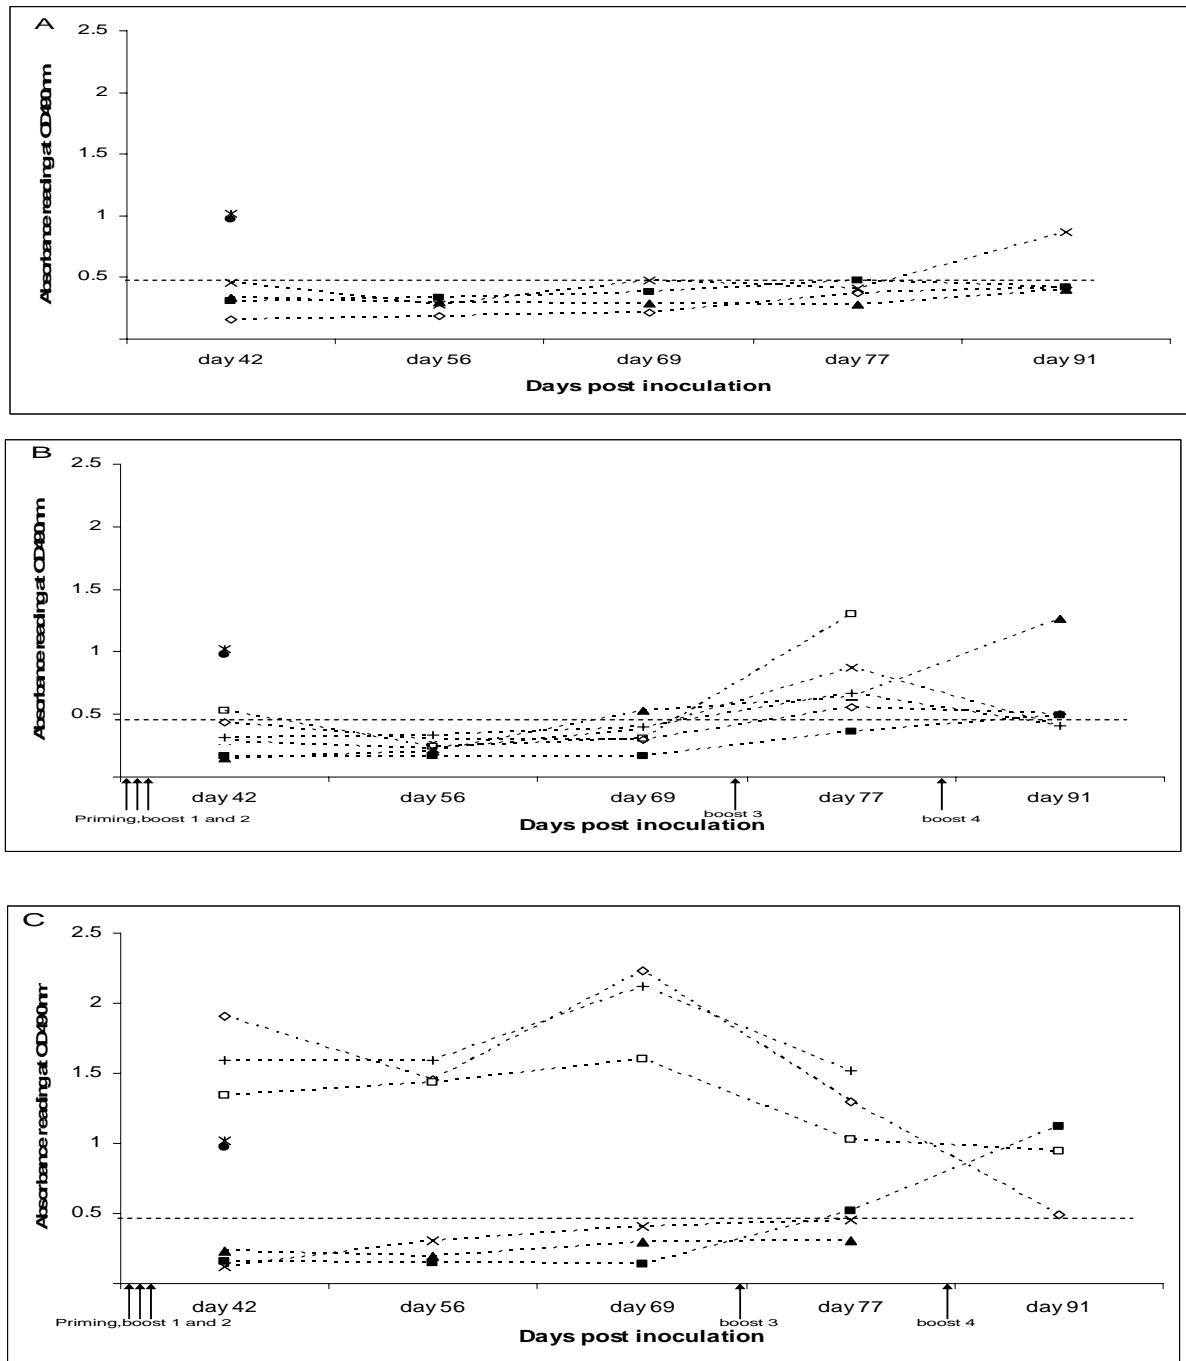 A
2.5
2
1.5
1
0.5
Absorbance reading at OD490nm
day 42 day 56 day 69 day 77 day 91
Days post inoculation
B
2.5
2
1.5
1
0.5
Absorbance reading at OD490nm
day 42 day 56 day 69 day 77 day 91
Priming,boost 1 and 2 boost 3 boost 4
Days post inoculation
C
2.5
2
1.5
1
0.5
Absorbance reading at OD490nm
day 42 day 56 day 69 day 77 day 91
Priming,boost 1 and 2 boost 3 boost 4
Days post inoculation